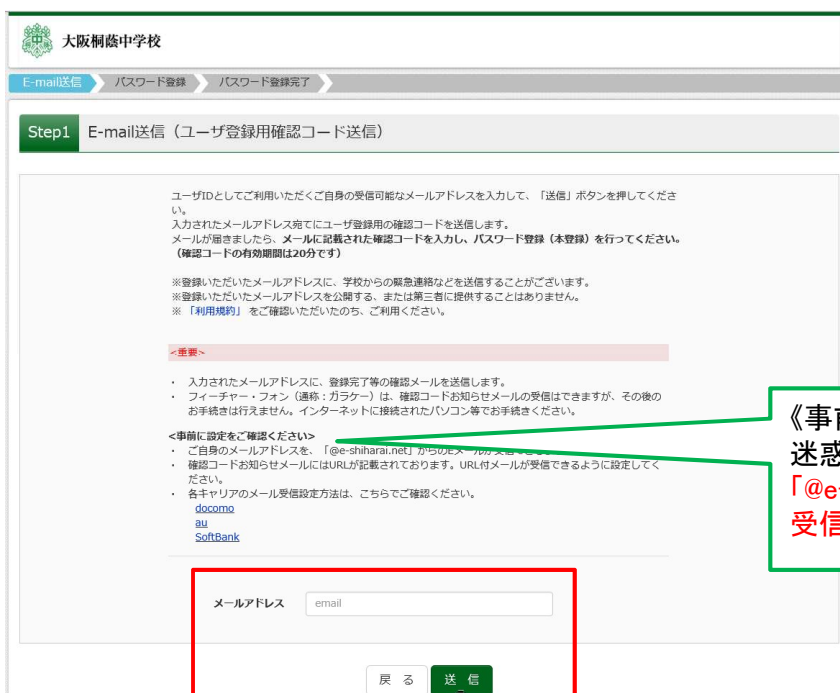 大阪桐蔭中学校
E-mail送信 パスワード登録 パスワード登録完了
Step1 E-mail送信(ユーザ登録用確認コード送信)
ユーザIDとしてご利用いただくご自身の受信可能なメールアドレスを入力して、「送信」ボタンを押してくださ
い。
入力されたメールアドレス宛てにユーザ登録用の確認コードを送信します。
メールが届きましたら、メールに記載された確認コードを入力し、パスワード登録(本登録)を行ってください。
(確認コードの有効期間は20分です)
※登録いただいたメールアドレスに、学校からの緊急連絡などを送信することがございます。
※登録いただいたメールアドレスを公開する、または第三者に提供することはありません。
※「利用規約」をご確認いただいたのち、ご利用ください。
<重要>
・ 入力されたメールアドレスに、登録完了等の確認メールを送信します。
・ フィーチャー・フォン(通称:ガラケー)は、確認コードお知らせメールの受信はできますが、その後の
お手続きは行えません。インターネットに接続されたパソコン等でお手続きください。
<事前に設定をご確認ください>
・ ご自身のメールアドレスを、「@e-shiharai.net」からのEメールが受信できる
・ 確認コードお知らせメールにはURLが記載されております。URL付メールが受信できるように設定してく
ださい。
・ 各キャリアのメール受信設定方法は、こちらでご確認ください。
docomo
au
SoftBank
《事前
迷惑
「@e-
受信
メールアドレス email
戻 る 送 信